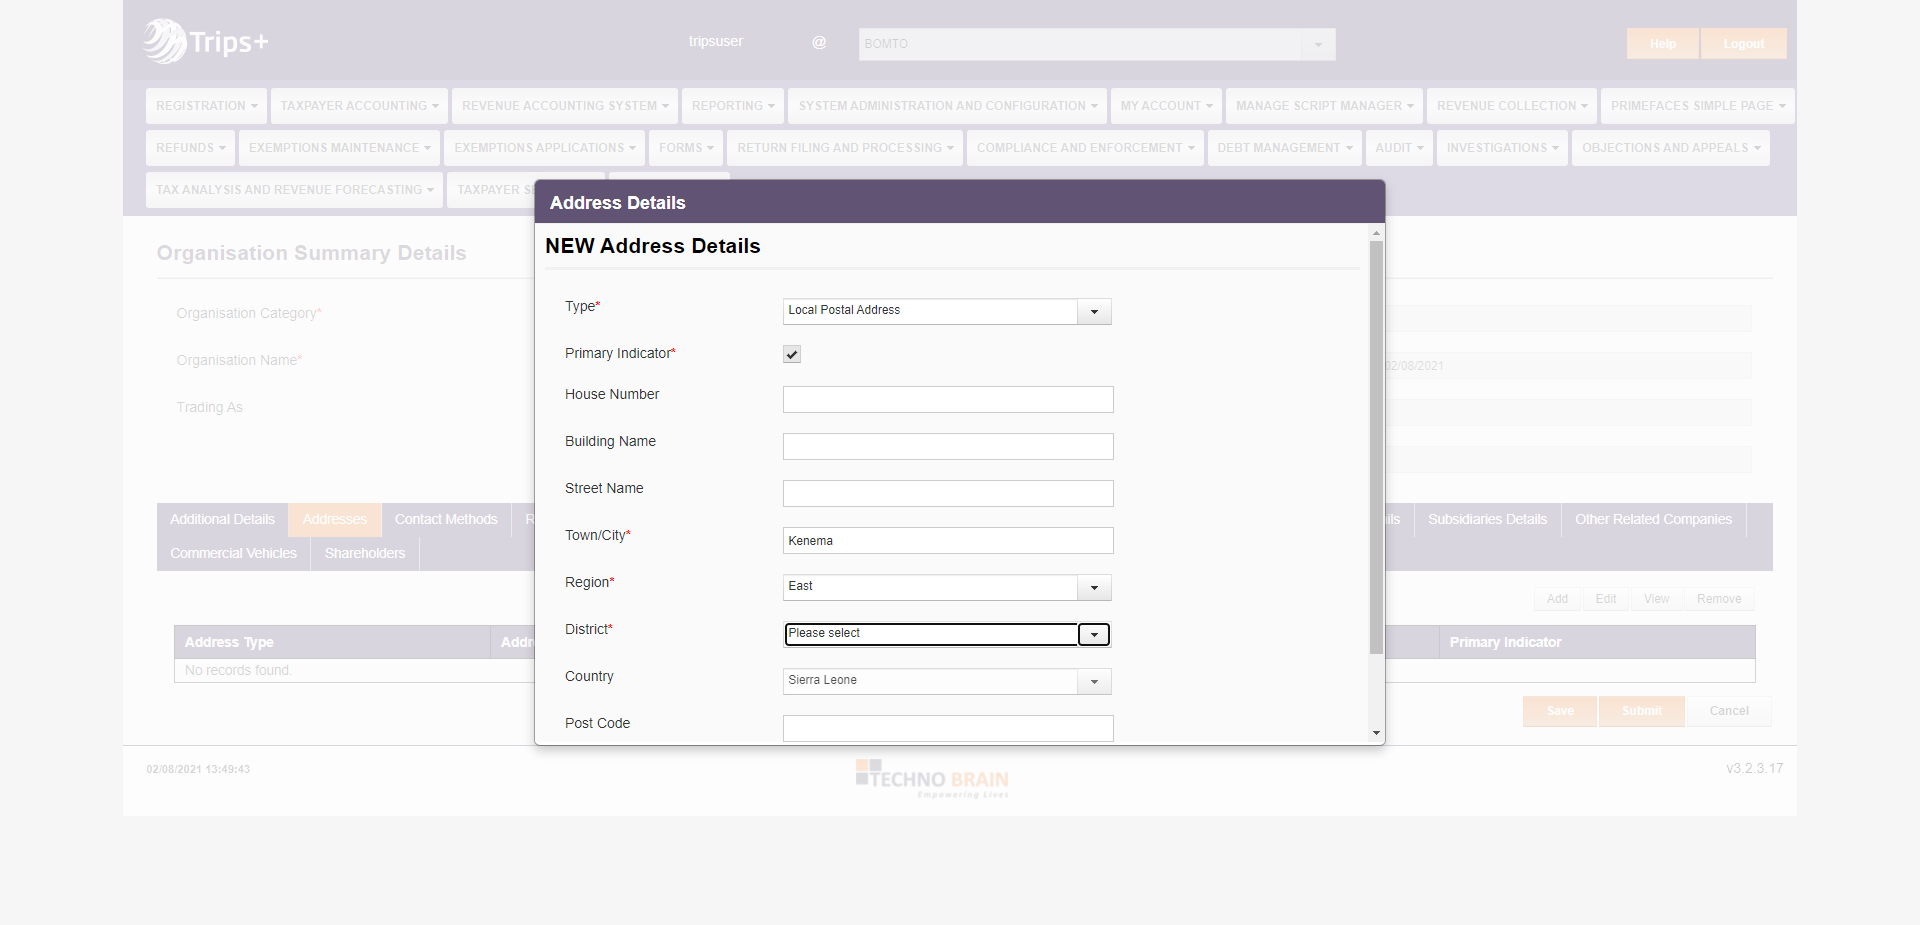 Trips+
tripsuser @ BOMTO Help Logout
REGISTRATION TAXPAYER ACCOUNTING REVENUE ACCOUNTING SYSTEM REPORTING SYSTEM ADMINISTRATION AND CONFIGURATION MY ACCOUNT MANAGE SCRIPT MANAGER REVENUE COLLECTION PRIMEFACES SIMPLE PAGE
REFUNDS EXEMPTIONS MAINTENANCE EXEMPTIONS APPLICATIONS FORMS RETURN FILING AND PROCESSING COMPLIANCE AND ENFORCEMENT DEBT MANAGEMENT AUDIT INVESTIGATIONS OBJECTIONS AND APPEALS
TAX ANALYSIS AND REVENUE FORECASTING TAXPAYER
Organisation Summary Details
Organisation Category*
Organisation Name*
02/08/2021
Trading As
Additional Details Addresses Contact Methods Subsidiaries Details Other Related Companies
Commercial Vehicles Shareholders
Add Edit View Remove
Address Type Primary Indicator
No records found.
Save Submit Cancel
Address Details
NEW Address Details
Type* Local Postal Address
Primary Indicator*
House Number
Building Name
Street Name
Town/City* Kenema
Region* East
District* Please select
Country Sierra Leone
Post Code
02/08/2021 13:49:43
TECHNO BRAIN
Empowering Lives
v3.2.3.17